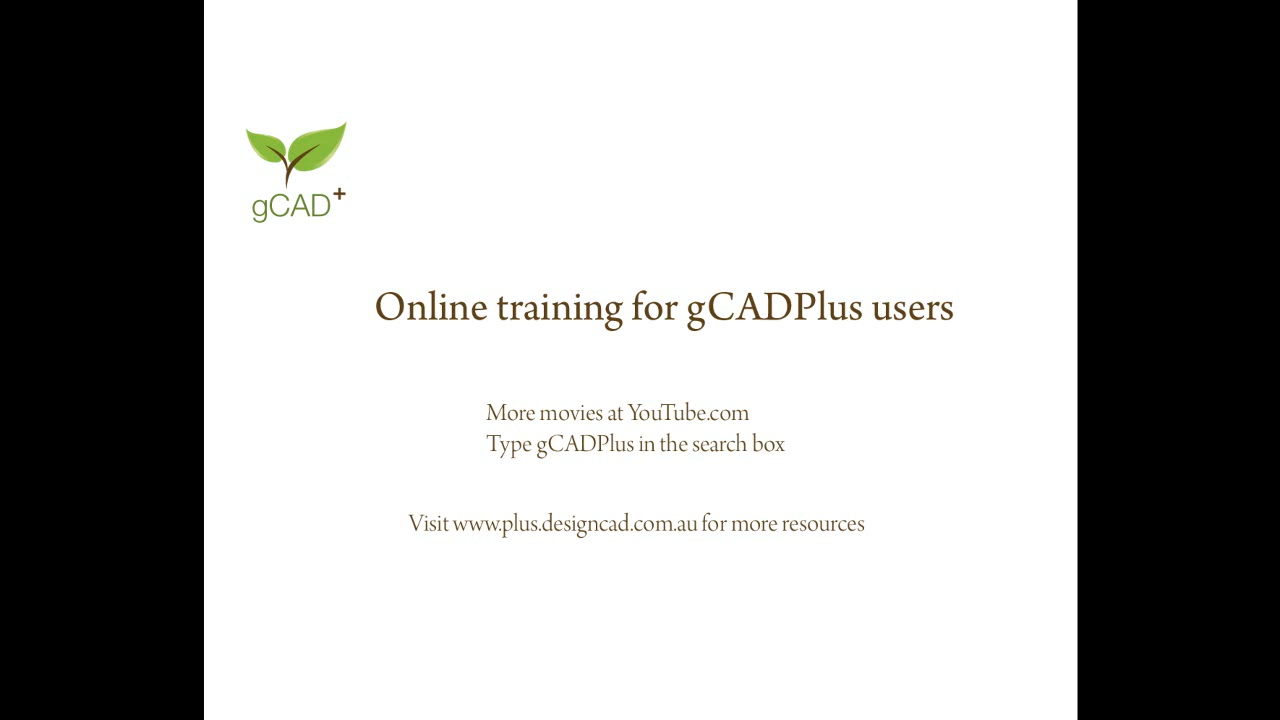 gCAD+
Online training for gCADPlus users
More movies at YouTube.com
Type gCADPlus in the search box
Visit www.plus.designcad.com.au for more resources